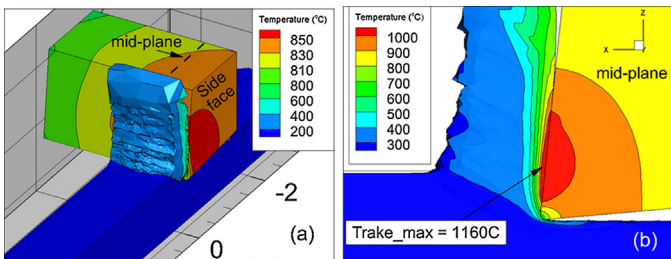 Temperature (°C)
850
830
810
800
600
400
200
mid-plane
Side
face
-2
0
(a)
Temperature (°C)
1000
900
800
700
600
500
400
300
z
x
mid-plane
Trake_max = 1160C
(b)